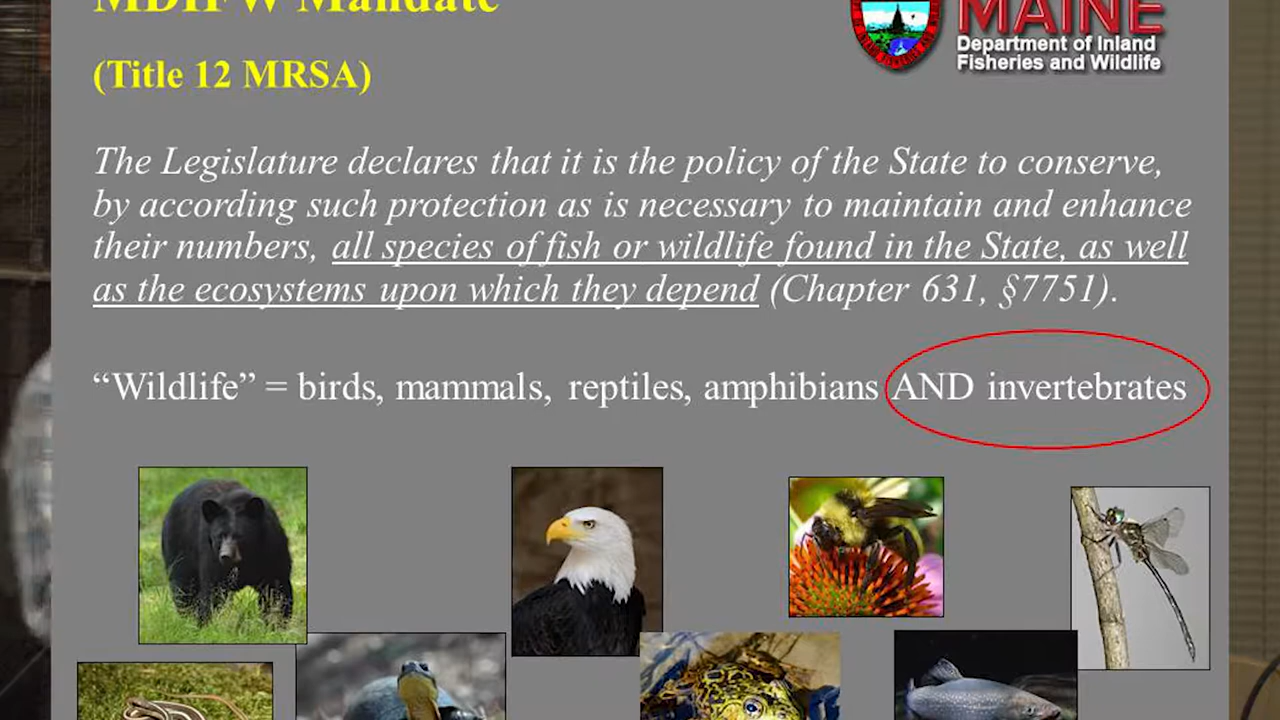 MDIFW Mandate
MAINE
Department of Inland
Fisheries and Wildlife
(Title 12 MRSA)
The Legislature declares that it is the policy of the State to conserve,
by according such protection as is necessary to maintain and enhance
their numbers, all species of fish or wildlife found in the State, as well
as the ecosystems upon which they depend (Chapter 631, §7751).
“Wildlife” = birds, mammals, reptiles, amphibians AND invertebrates